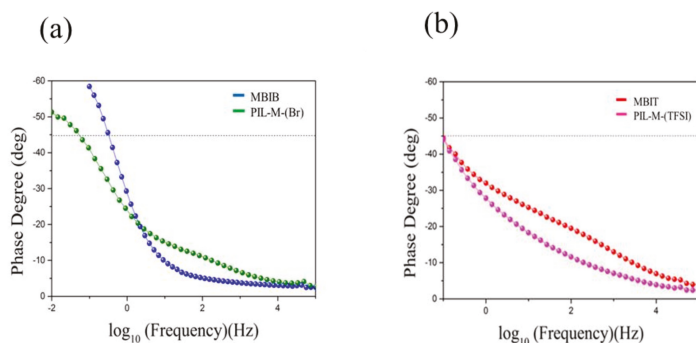 (a)
(b)
-60
-50
-40
-30
-20
-10
0
Phase Degree (deg)
MBIB
PIL-M-(Br)
-2
0
2
4
log10 (Frequency)(Hz)
-60
-50
-40
-30
-20
-10
0
Phase Degree (deg)
MBIT
PIL-M-(TFSI)
0
2
4
log10 (Frequency)(Hz)